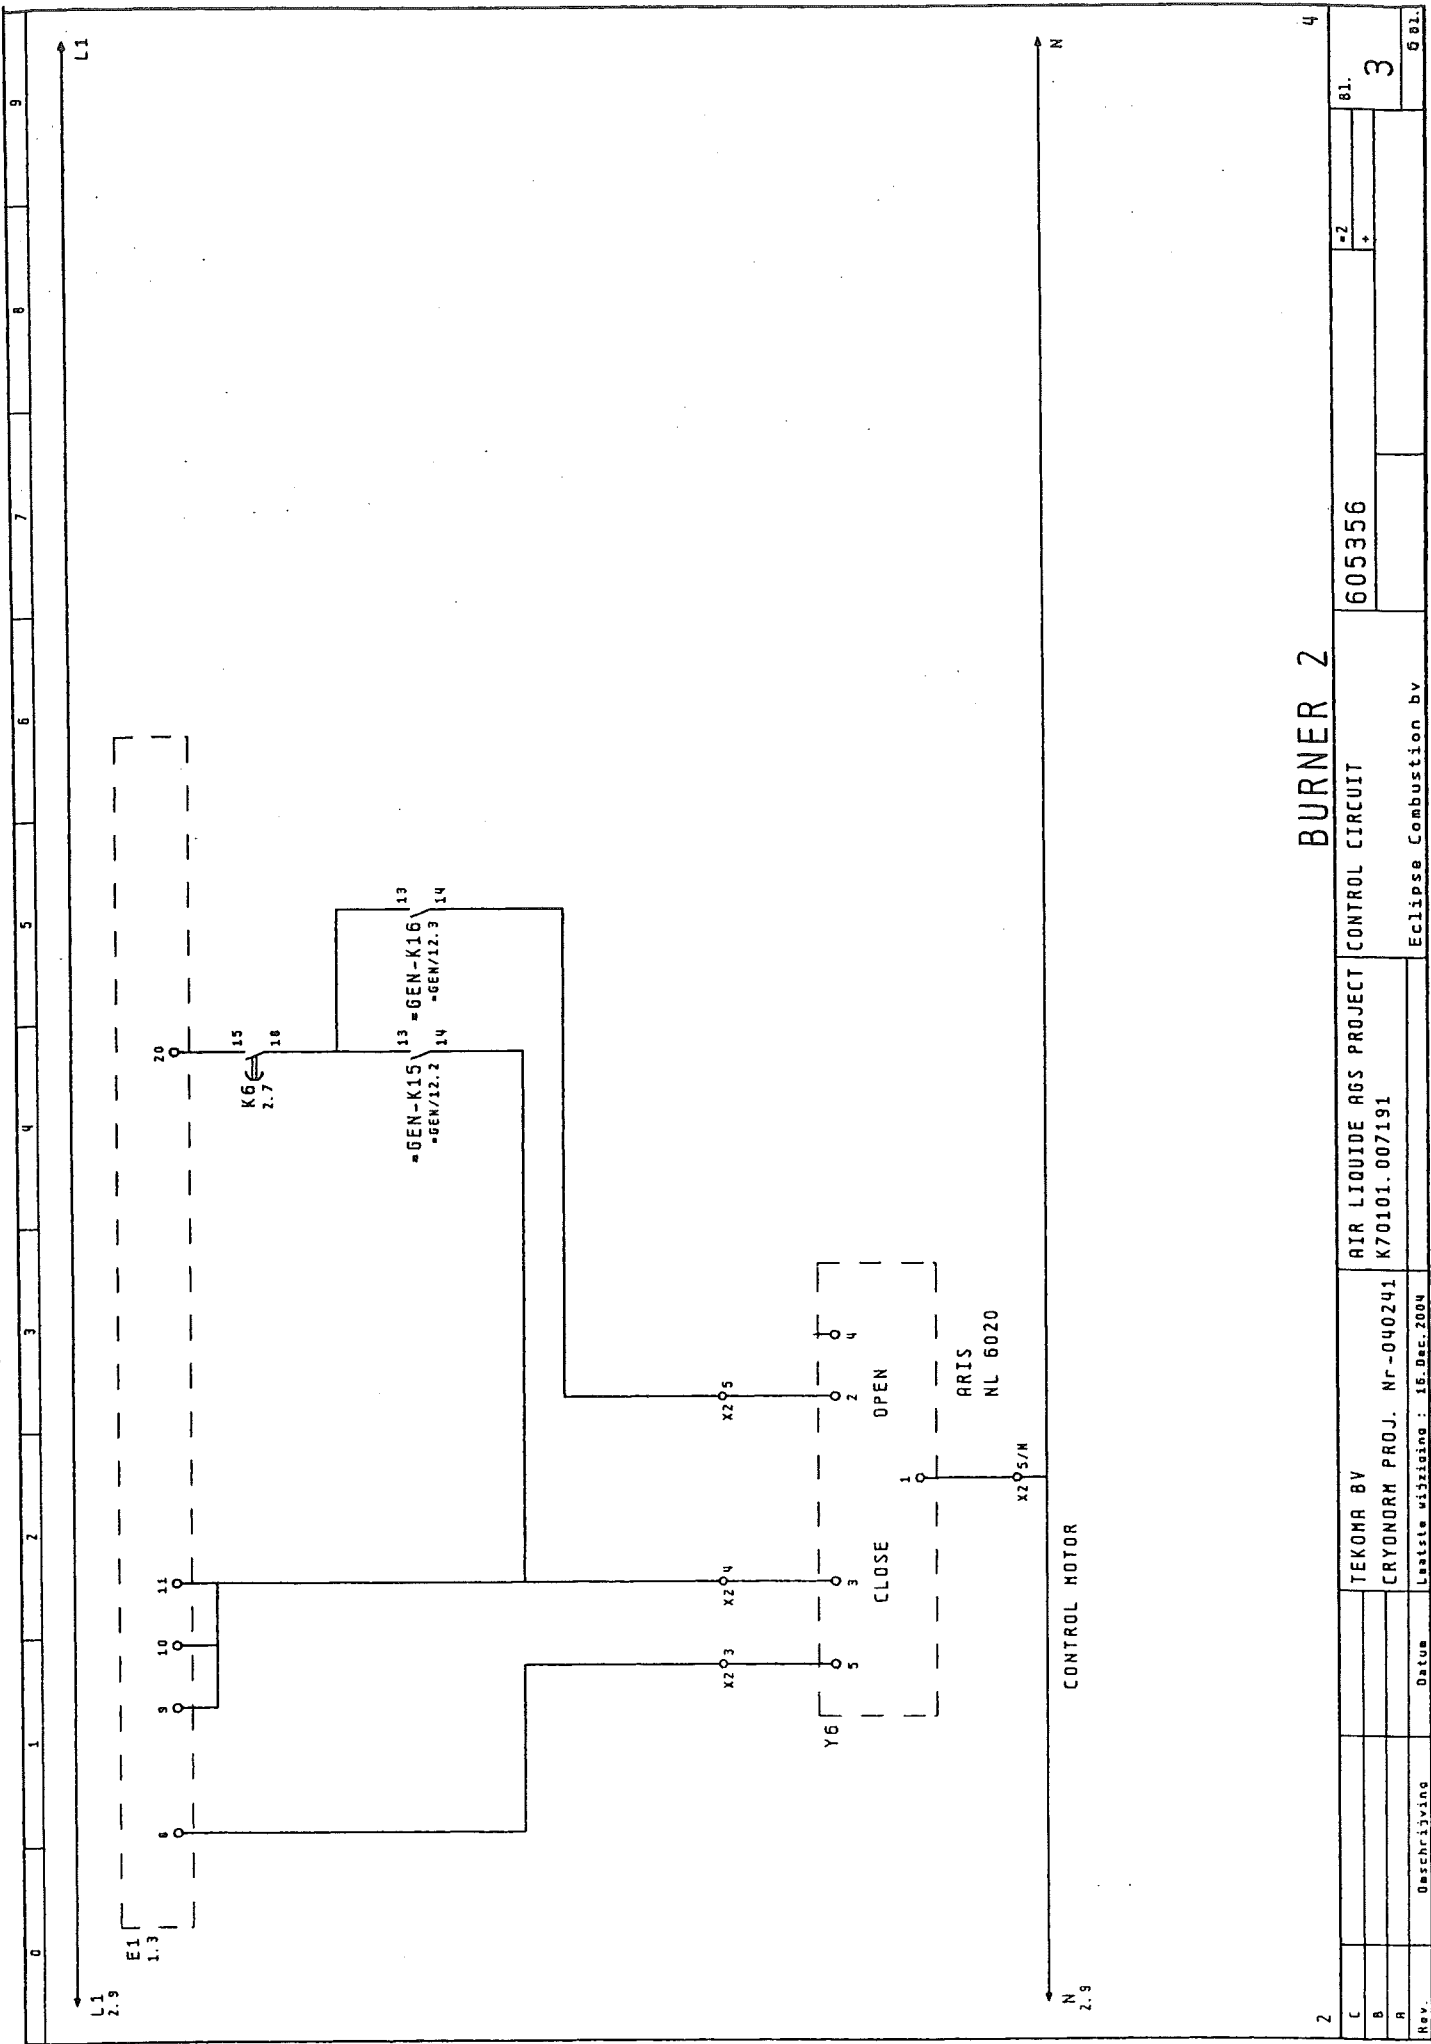 0 1 2 3 4 5 6 7 8 9
L1
2.9
L1
E1
1.3
8 9 10 11 20
K6
2.7
15
18
=GEN-K15
=GEN/12.2
13
14
=GEN-K16
=GEN/12.3
13
14
X2 3
X2 4
X2 5
Y6
5 3 2 4
CLOSE
OPEN
1
ARIS
NL 6020
X2 5/N
N
2.9
N
CONTROL MOTOR
BURNER 2
2
4
C
B
A
Rev.
Omschrijving
Datum
TEKOMA BV
CRYONORM PROJ. Nr-040241
Laatste wijziging : 16.Dec.2004
AIR LIQUIDE AGS PROJECT
K70101.007191
CONTROL CIRCUIT
Eclipse Combustion bv
605356
=2
+
Bl.
3
6 Bl.